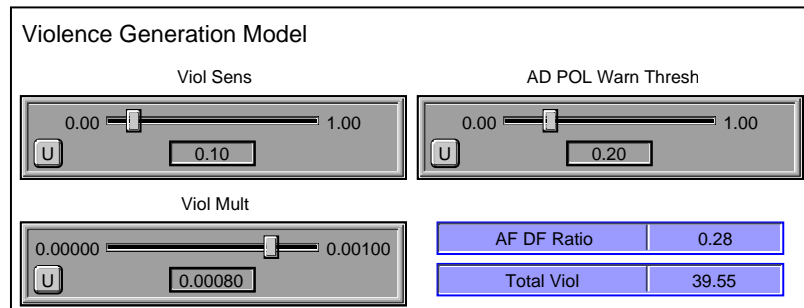 Violence Generation Model
Viol Sens
AD POL Warn Thresh
0.00 1.00
0.00 1.00
U 0.10
U 0.20
Viol Mult
0.00000 0.00100
AF DF Ratio 0.28
U 0.00080
Total Viol 39.55